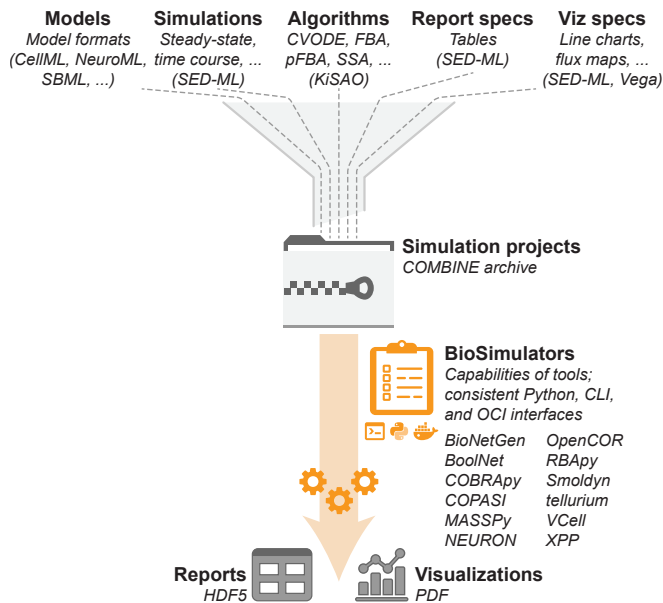 Models
Model formats
(CellML, NeuroML,
SBML, ...)
Simulations
Steady-state,
time course, ...
(SED-ML)
Algorithms
CVODE, FBA,
pFBA, SSA, ...
(KiSAO)
Report specs
Tables
(SED-ML)
Viz specs
Line charts,
flux maps, ...
(SED-ML, Vega)
Simulation projects
COMBINE archive
BioSimulators
Capabilities of tools;
consistent Python, CLI,
and OCI interfaces
BioNetGen
BoolNet
COBRApy
COPASI
MASSPy
NEURON
OpenCOR
RBApy
Smoldyn
tellurium
VCell
XPP
Reports
HDF5
Visualizations
PDF